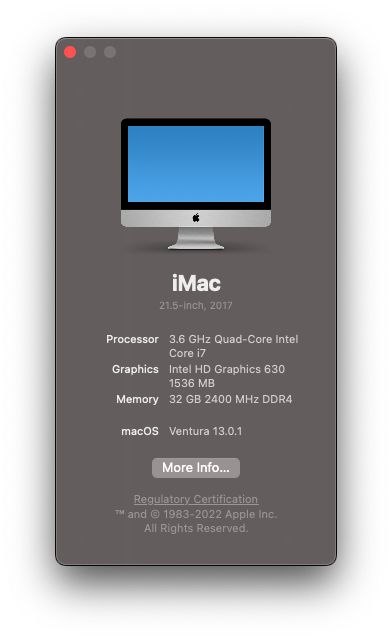 iMac
21.5-inch, 2017
Processor 3.6 GHz Quad-Core Intel
Core i7
Graphics Intel HD Graphics 630
1536 MB
Memory 32 GB 2400 MHz DDR4
macOS Ventura 13.0.1
More Info...
Regulatory Certification
™ and © 1983-2022 Apple Inc.
All Rights Reserved.